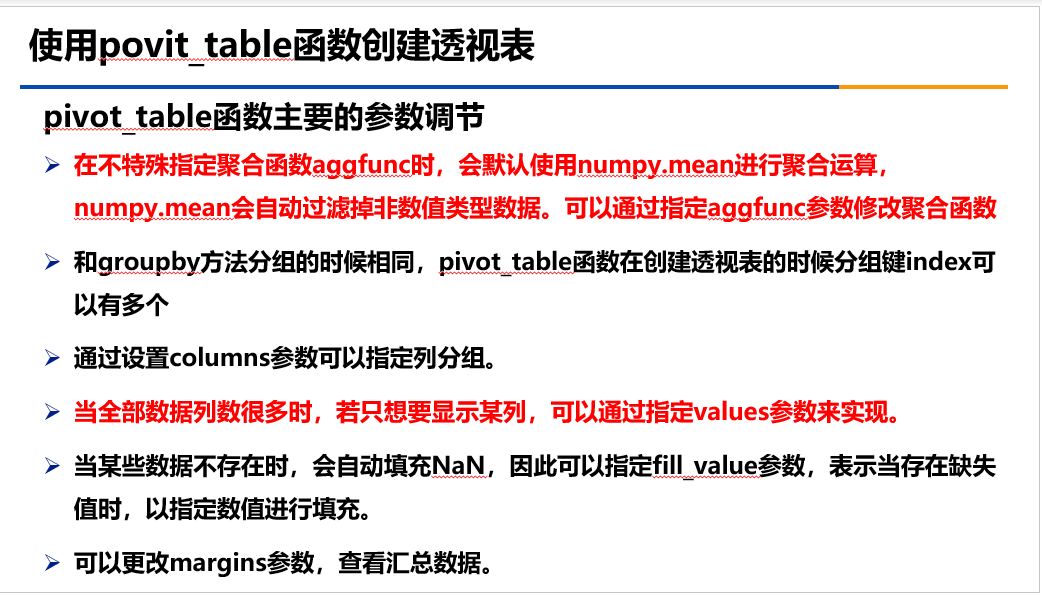 使用povit_table函数创建透视表
pivot_table函数主要的参数调节
在不特殊指定聚合函数aggfunc时，会默认使用numpy.mean进行聚合运算，
numpy.mean会自动过滤掉非数值类型数据。可以通过指定aggfunc参数修改聚合函数
和groupby方法分组的时候相同，pivot_table函数在创建透视表的时候分组键index可
以有多个
通过设置columns参数可以指定列分组。
当全部数据列数很多时，若只想要显示某列，可以通过指定values参数来实现。
当某些数据不存在时，会自动填充NaN，因此可以指定fill_value参数，表示当存在缺失
值时，以指定数值进行填充。
可以更改margins参数，查看汇总数据。